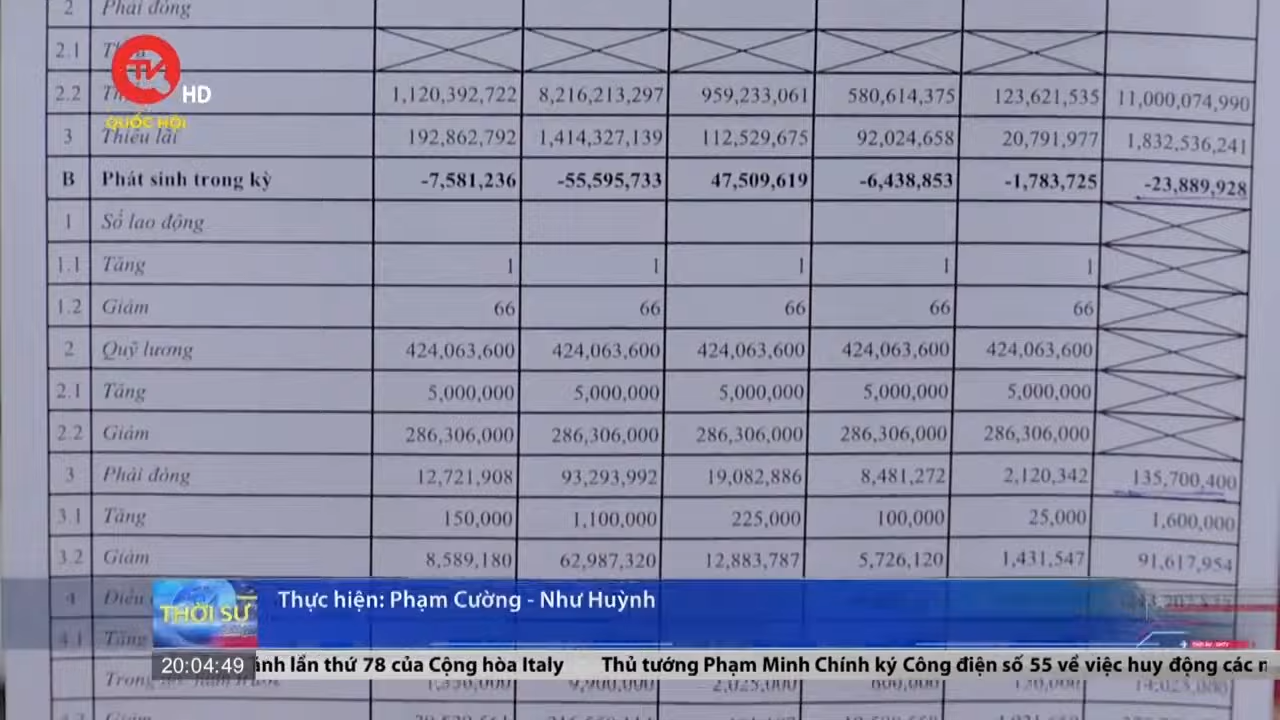 2 Phải đóng
2.1
2.2 1,120,392,722 8,216,213,297 959,233,061 580,614,375 123,621,535 11,000,074,990
HD
QUỐC HỘI
3 Thiếu lãi 192,862,792 1,414,327,139 112,529,675 92,024,658 20,791,977 1,832,536,241
B Phát sinh trong kỳ -7,581,236 -55,595,733 47,509,619 -6,438,853 -1,783,725 -23,889,928
1 Số lao động
1.1 Tăng 1 1 1 1 1
1.2 Giảm 66 66 66 66 66
2 Quỹ lương 424,063,600 424,063,600 424,063,600 424,063,600 424,063,600
2.1 Tăng 5,000,000 5,000,000 5,000,000 5,000,000 5,000,000
2.2 Giảm 286,306,000 286,306,000 286,306,000 286,306,000 286,306,000
3 Phải đóng 12,721,908 93,293,992 19,082,886 8,481,272 2,120,342 135,700,400
3.1 Tăng 150,000 1,100,000 225,000 100,000 25,000 1,600,000
3.2 Giảm 8,589,180 62,987,320 12,883,787 5,726,120 1,431,547 91,617,954
4
THỜI SỰ
Thực hiện: Phạm Cường - Như Huỳnh
4.1 Tăng
20:04:49 ánh lần thứ 78 của Cộng hòa Italy Thủ tướng Phạm Minh Chính ký Công điện số 55 về việc huy động các